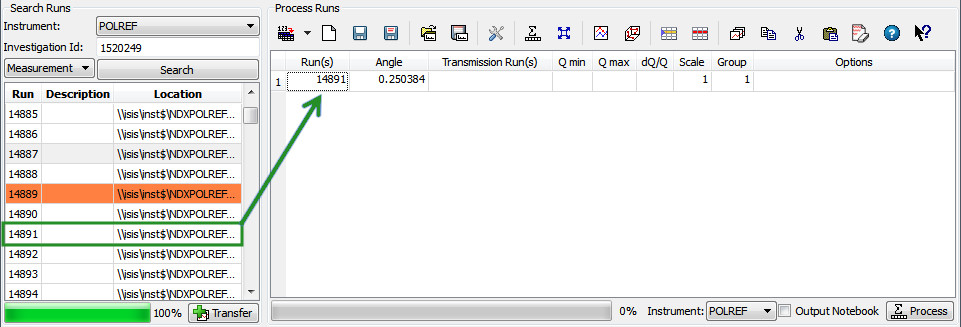 Search Runs
Instrument: POLREF
Investigation Id: 1520249
Measurement Search
Run Description Location
14885 \\isis\inst$\NDXPOLREF...
14886 \\isis\inst$\NDXPOLREF...
14887 \\isis\inst$\NDXPOLREF...
14888 \\isis\inst$\NDXPOLREF...
14889 \\isis\inst$\NDXPOLREF...
14890 \\isis\inst$\NDXPOLREF...
14891 \\isis\inst$\NDXPOLREF...
14892 \\isis\inst$\NDXPOLREF...
14893 \\isis\inst$\NDXPOLREF...
14894 \\isis\inst$\NDXPOLREF...
100% Transfer
Process Runs
Run(s) Angle Transmission Run(s) Q min Q max dQ/Q Scale Group Options
1 14891 0.250384 1 1
0% Instrument: POLREF Output Notebook Process